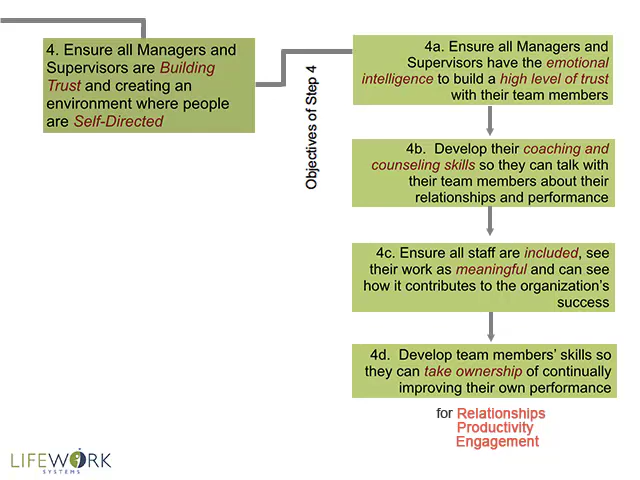 4. Ensure all Managers and
Supervisors are Building
Trust and creating an
environment where people
are Self-Directed
Objectives of Step 4
4a. Ensure all Managers and
Supervisors have the emotional
intelligence to build a high level of trust
with their team members
4b. Develop their coaching and
counseling skills so they can talk with
their team members about their
relationships and performance
4c. Ensure all staff are included, see
their work as meaningful and can see
how it contributes to the organization's
success
4d. Develop team members' skills so
they can take ownership of continually
improving their own performance
for Relationships
Productivity
Engagement
LIFEWORK
SYSTEMS